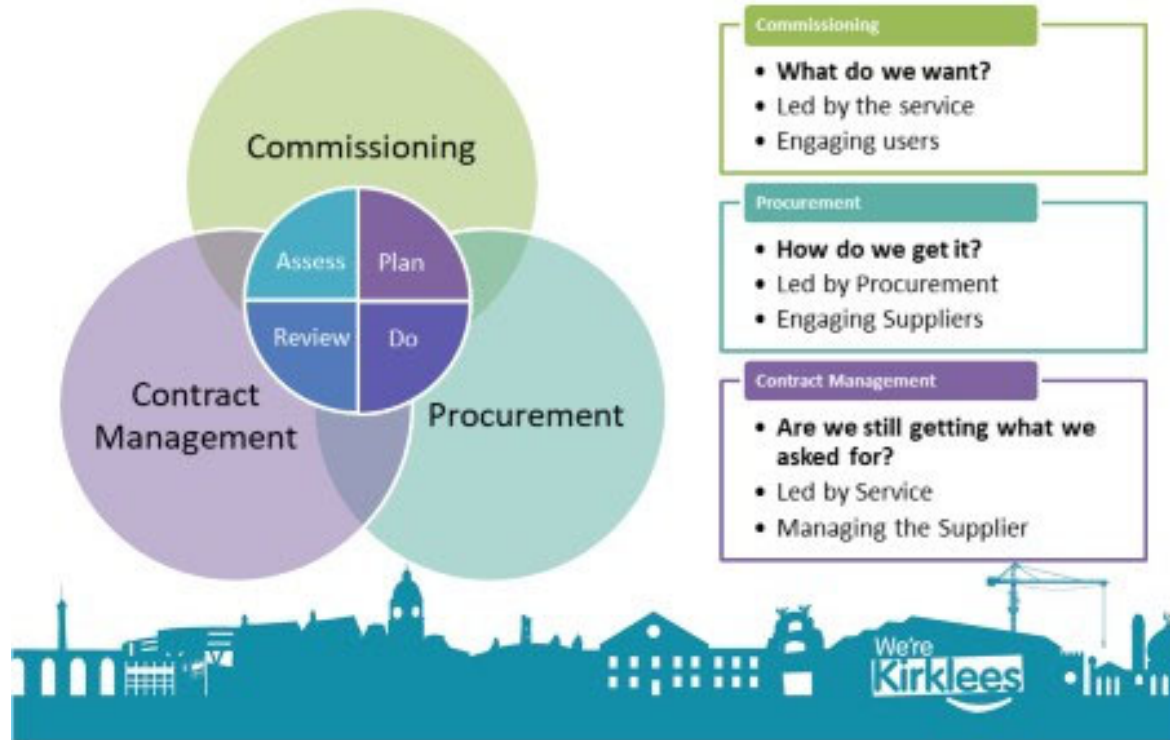 Commissioning
Assess
Plan
Review
Do
Contract
Management
Procurement
Commissioning
• What do we want?
• Led by the service
• Engaging users
Procurement
• How do we get it?
• Led by Procurement
• Engaging Suppliers
Contract Management
• Are we still getting what we
asked for?
• Led by Service
• Managing the Supplier
We're
Kirklees